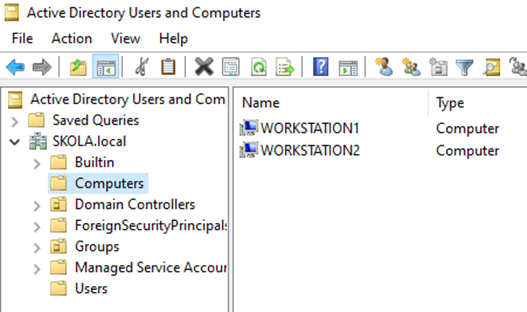 Active Directory Users and Computers
File Action View Help
Active Directory Users and Com
Saved Queries
SKOLA.local
Builtin
Computers
Domain Controllers
ForeignSecurityPrincipals
Groups
Managed Service Accour
Users
Name Type
WORKSTATION1 Computer
WORKSTATION2 Computer